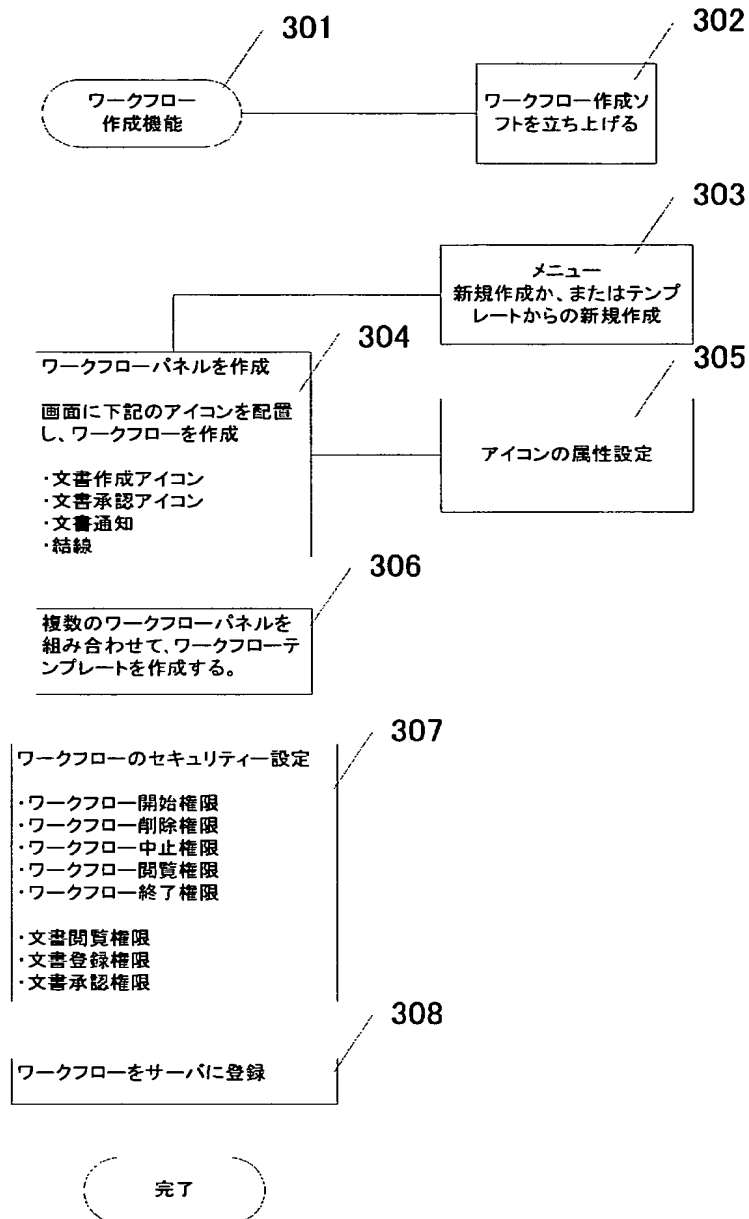 301
ワークフロー
作成機能
302
ワークフロー作成ソ
フトを立ち上げる
303
メニュー
新規作成か、またはテンプ
レートからの新規作成
304
ワークフローパネルを作成
画面に下記のアイコンを配置
し、ワークフローを作成
・文書作成アイコン
・文書承認アイコン
・文書通知
・結線
305
アイコンの属性設定
306
複数のワークフローパネルを
組み合わせて、ワークフローテ
ンプレートを作成する。
307
ワークフローのセキュリティー設定
・ワークフロー開始権限
・ワークフロー削除権限
・ワークフロー中止権限
・ワークフロー閲覧権限
・ワークフロー終了権限
・文書閲覧権限
・文書登録権限
・文書承認権限
308
ワークフローをサーバに登録
完了